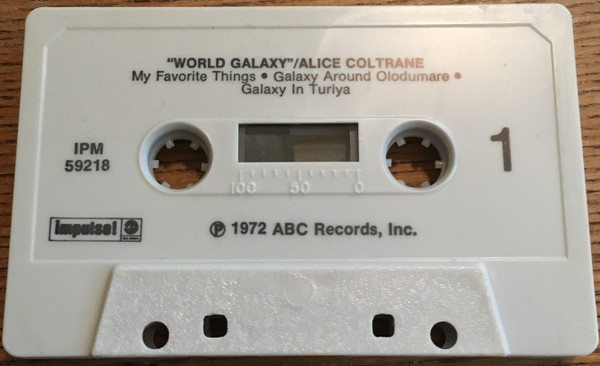 "WORLD GALAXY"/ALICE COLTRANE
My Favorite Things • Galaxy Around Olodumare •
Galaxy In Turiya
IPM
59218
1
100 50 0
impulse!
℗ 1972 ABC Records, Inc.